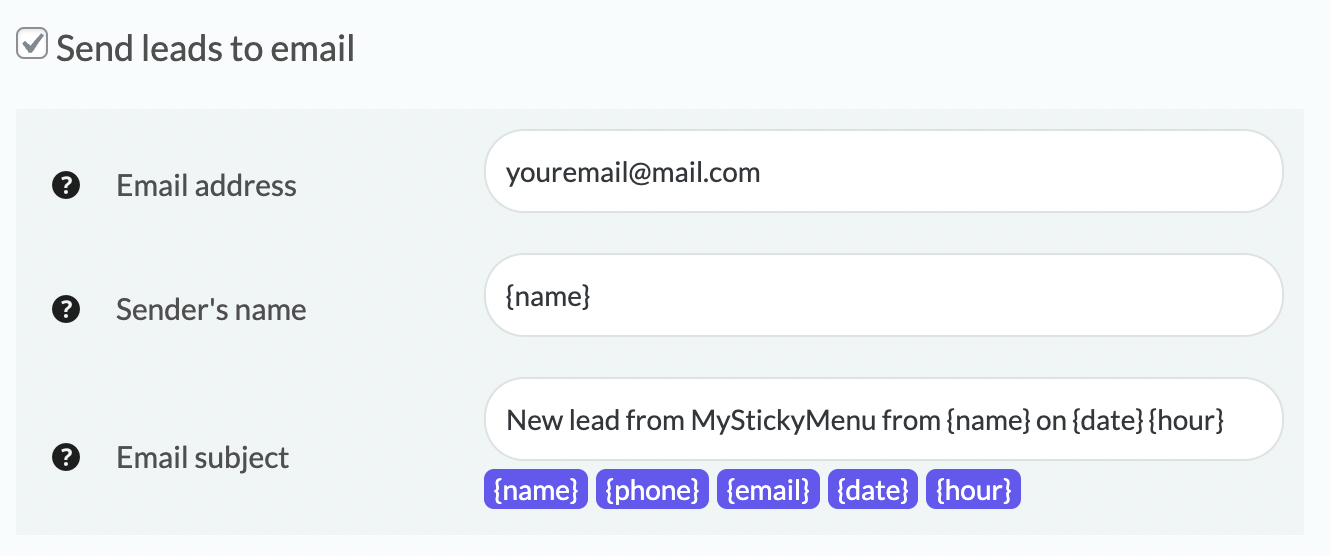 Send leads to email
? Email address youremail@mail.com
? Sender's name {name}
? Email subject New lead from MyStickyMenu from {name} on {date} {hour}
{name} {phone} {email} {date} {hour}